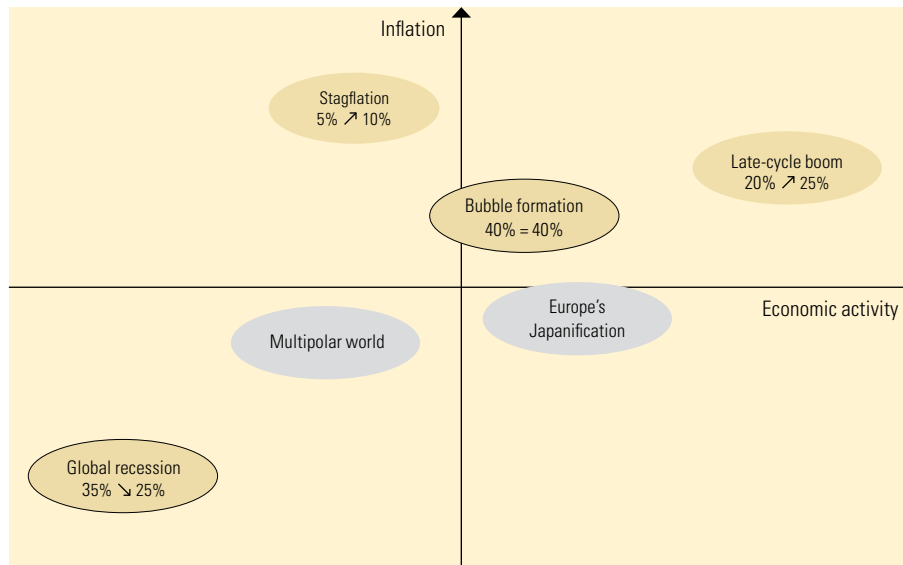 Inflation
Stagflation
5% ↗ 10%
Late-cycle boom
20% ↗ 25%
Bubble formation
40% = 40%
Europe's
Japanification
Economic activity
Multipolar world
Global recession
35% ↘ 25%